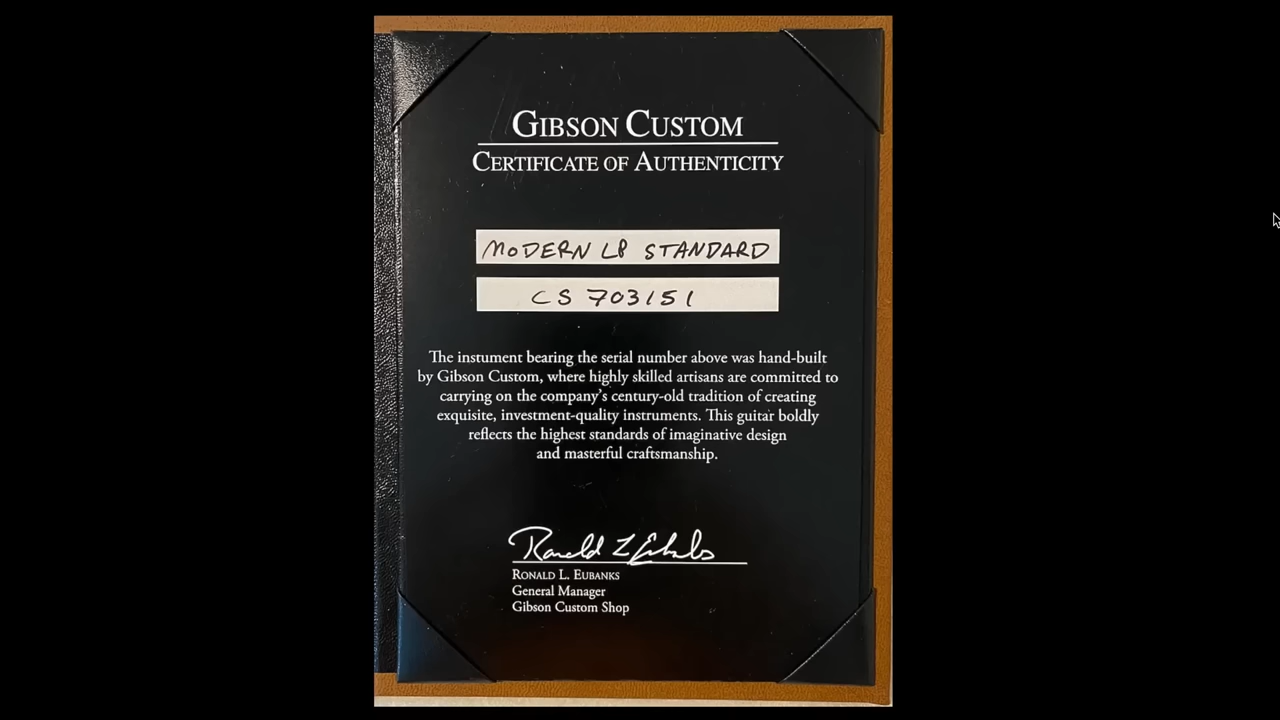 GIBSON CUSTOM
CERTIFICATE OF AUTHENTICITY
MODERN LP STANDARD
CS 703151
The instument bearing the serial number above was hand-built
by Gibson Custom, where highly skilled artisans are committed to
carrying on the company's century-old tradition of creating
exquisite, investment-quality instruments. This guitar boldly
reflects the highest standards of imaginative design
and masterful craftsmanship.
Ronald L Eubanks
RONALD L. EUBANKS
General Manager
Gibson Custom Shop